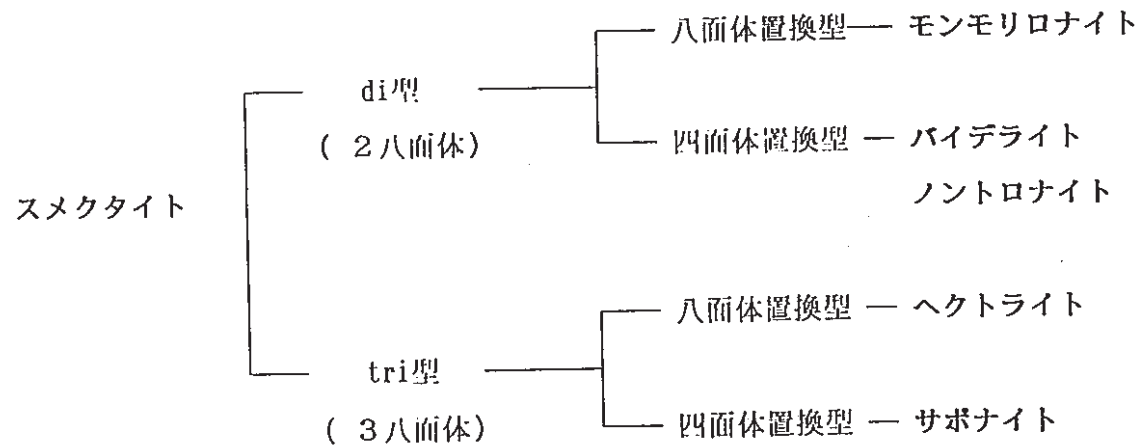 八面体置換型 モンモリロナイト
di型
(2八面体)
四面体置換型 バイデライト
ノントロナイト
スメクタイト
八面体置換型 ヘクトライト
tri型
(3八面体)
四面体置換型 サポナイト